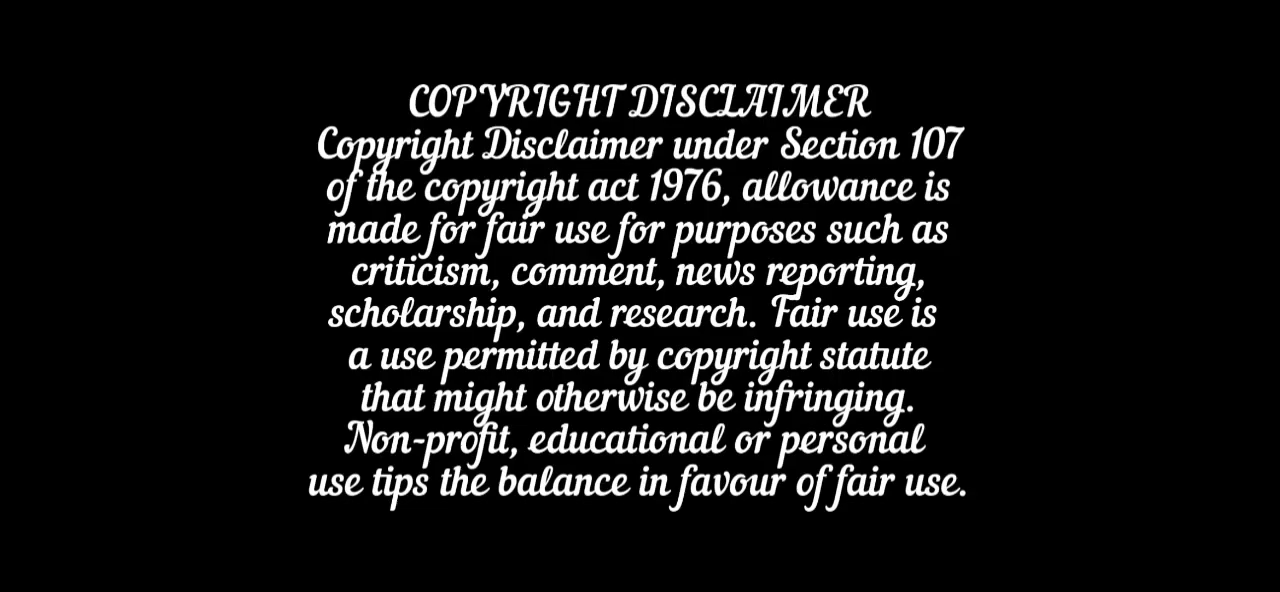 COPYRIGHT DISCLAIMER
Copyright Disclaimer under Section 107
of the copyright act 1976, allowance is
made for fair use for purposes such as
criticism, comment, news reporting,
scholarship, and research. Fair use is
a use permitted by copyright statute
that might otherwise be infringing.
Non-profit, educational or personal
use tips the balance in favour of fair use.